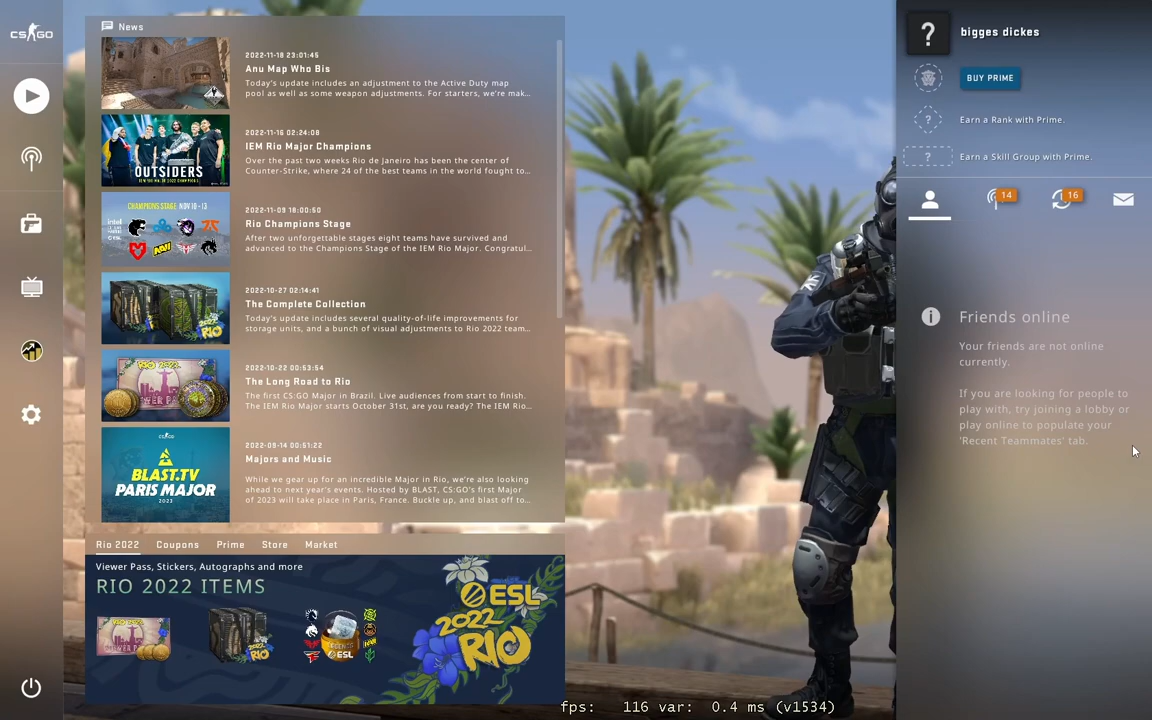 CS GO
News
2022-11-18 23:01:45
Anu Map Who Bis
Today's update includes an adjustment to the Active Duty map
pool as well as some weapon adjustments. For starters, we're mak...
2022-11-16 02:24:08
IEM Rio Major Champions
Over the past two weeks Rio de Janeiro has been the center of
Counter-Strike, where 24 of the best teams in the world fought to...
OUTSIDERS
2022-11-09 18:00:50
Rio Champions Stage
After two unforgettable stages eight teams have survived and
advanced to the Champions Stage of the IEM Rio Major. Congratul...
CHAMPIONS STAGE NOV 10-13
intel
2022-10-27 02:14:41
The Complete Collection
Today's update includes several quality-of-life improvements for
storage units, and a bunch of visual adjustments to Rio 2022 team...
2022
RIO
2022-10-22 00:53:54
The Long Road to Rio
The first CS:GO Major in Brazil. Live audiences from start to finish.
The IEM Rio Major starts October 31st, are you ready? The IEM Rio...
RIO 2022
2022-09-14 00:51:22
Majors and Music
While we gear up for an incredible Major in Rio, we're also looking
ahead to next year's events. Hosted by BLAST, CS:GO's first Major
of 2023 will take place in Paris, France. Buckle up, and blast off to...
CS GO
BLAST.TV
PARIS MAJOR
2023
Rio 2022 Coupons Prime Store Market
Viewer Pass, Stickers, Autographs and more
RIO 2022 ITEMS
ESL
2022
RIO
fps: 116 var: 0.4 ms (v1534)
?
bigges dickes
BUY PRIME
? Earn a Rank with Prime.
? Earn a Skill Group with Prime.
14 16
Friends online
Your friends are not online
currently.
If you are looking for people to
play with, try joining a lobby or
play online to populate your
'Recent Teammates' tab.